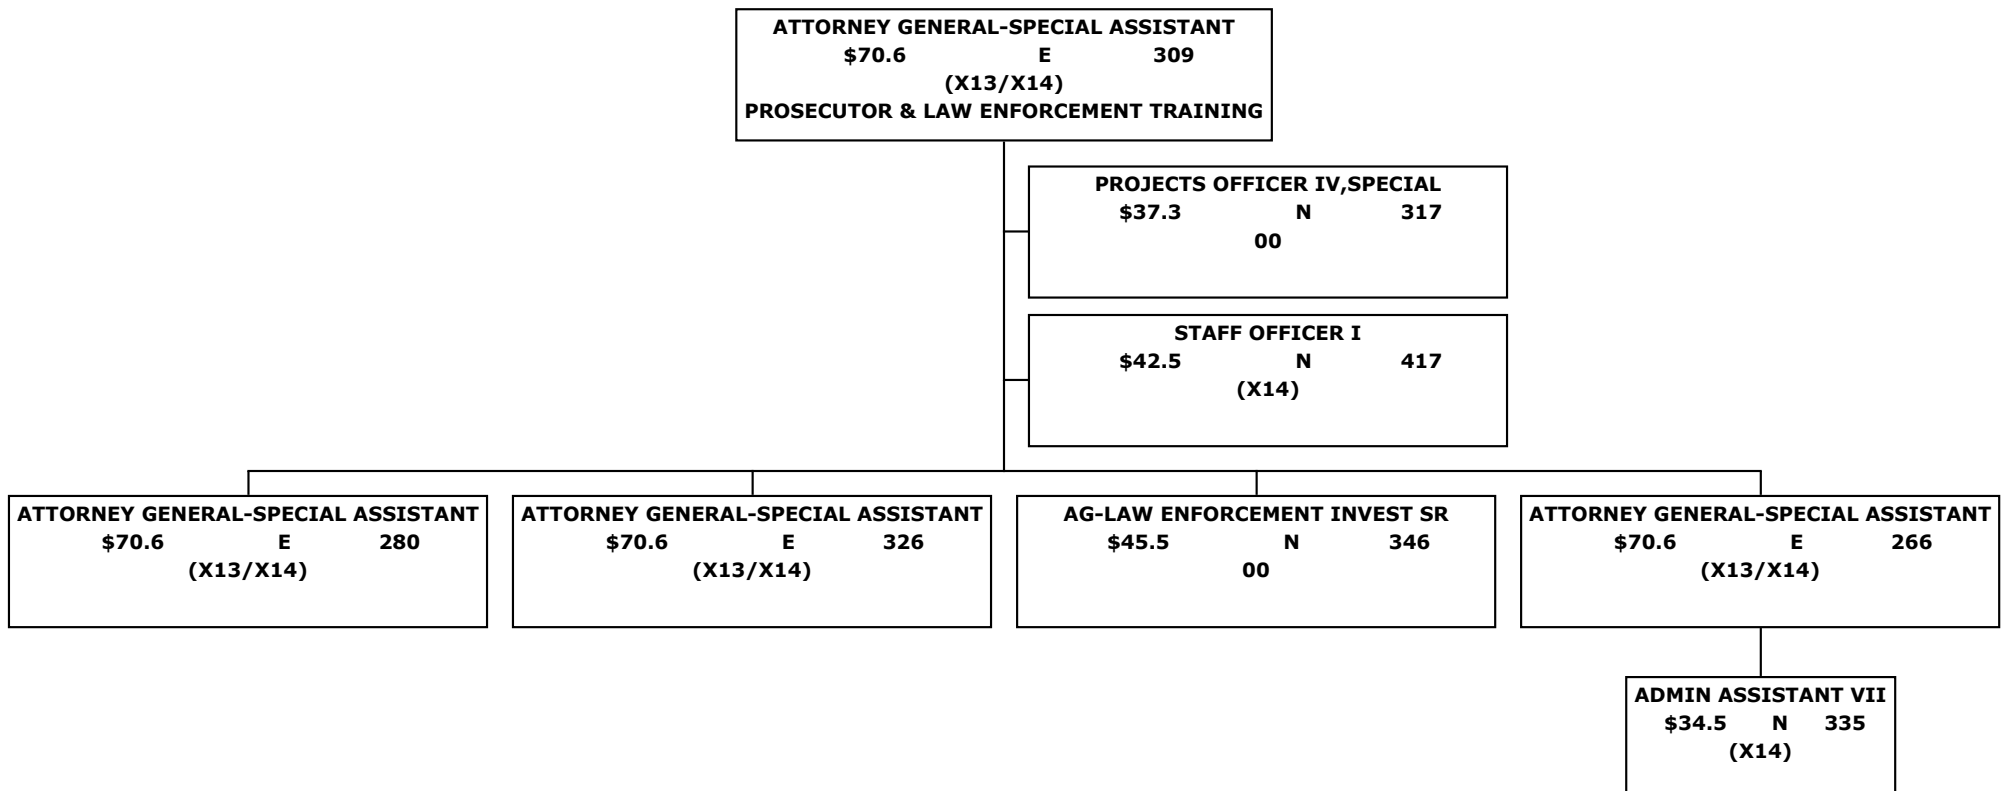 ATTORNEY GENERAL-SPECIAL ASSISTANT
$70.6 E 309
(X13/X14)
PROSECUTOR & LAW ENFORCEMENT TRAINING
PROJECTS OFFICER IV,SPECIAL
$37.3 N 317
00
STAFF OFFICER I
$42.5 N 417
(X14)
ATTORNEY GENERAL-SPECIAL ASSISTANT
$70.6 E 280
(X13/X14)
ATTORNEY GENERAL-SPECIAL ASSISTANT
$70.6 E 326
(X13/X14)
AG-LAW ENFORCEMENT INVEST SR
$45.5 N 346
00
ATTORNEY GENERAL-SPECIAL ASSISTANT
$70.6 E 266
(X13/X14)
ADMIN ASSISTANT VII
$34.5 N 335
(X14)